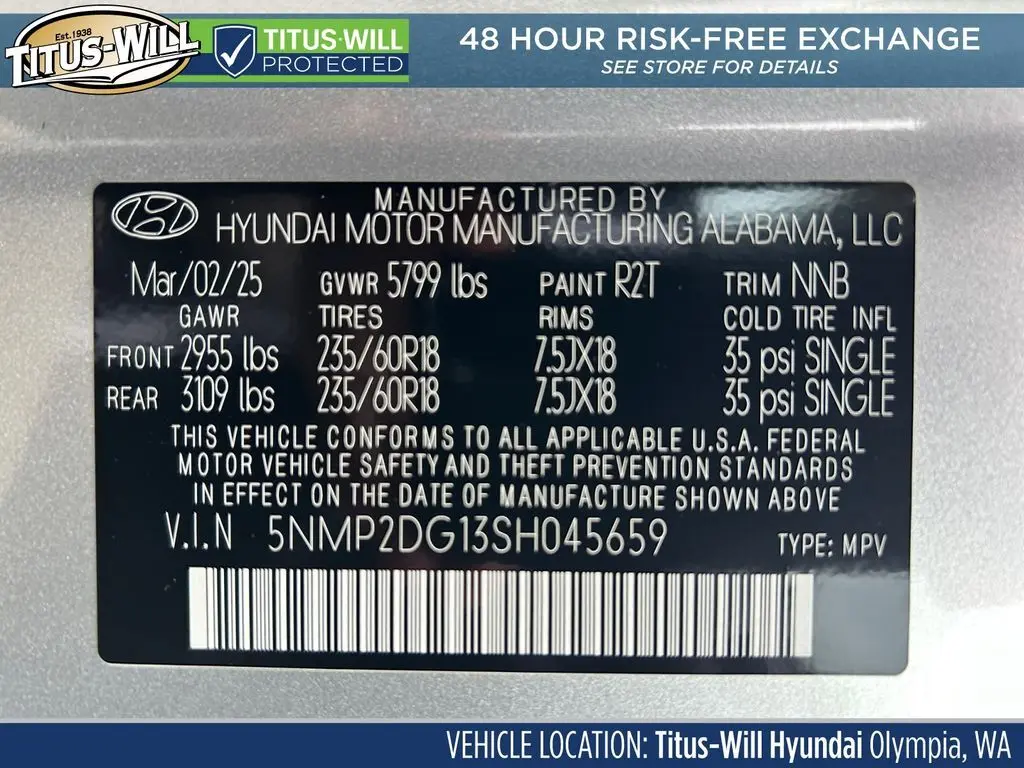 Est. 1938
TITUS-WILL
TITUS-WILL
PROTECTED
48 HOUR RISK-FREE EXCHANGE
SEE STORE FOR DETAILS
MANUFACTURED BY
HYUNDAI MOTOR MANUFACTURING ALABAMA, LLC
Mar/02/25 GVWR 5799 lbs PAINT R2T TRIM NNB
GAWR TIRES RIMS COLD TIRE INFL
FRONT 2955 lbs 235/60R18 7.5JX18 35 psi SINGLE
REAR 3109 lbs 235/60R18 7.5JX18 35 psi SINGLE
THIS VEHICLE CONFORMS TO ALL APPLICABLE U.S.A. FEDERAL
MOTOR VEHICLE SAFETY AND THEFT PREVENTION STANDARDS
IN EFFECT ON THE DATE OF MANUFACTURE SHOWN ABOVE
V.I.N 5NMP2DG13SH045659 TYPE: MPV
VEHICLE LOCATION: Titus-Will Hyundai Olympia, WA